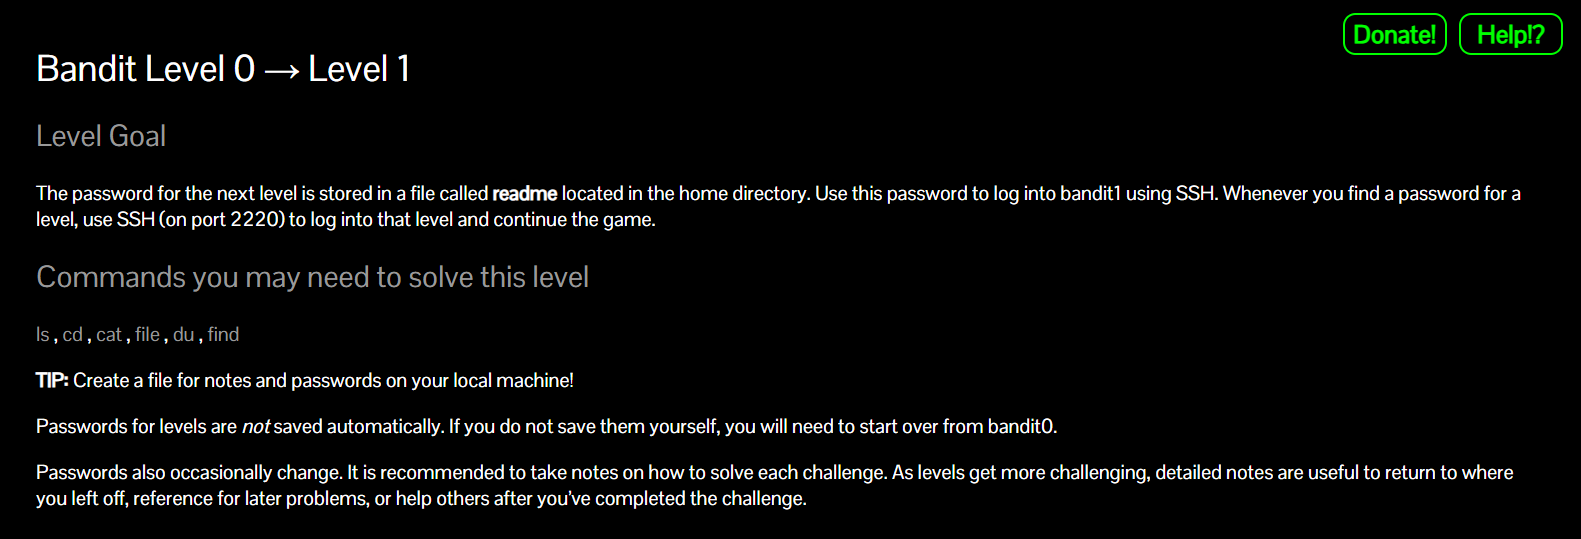 Donate! Help!?
Bandit Level 0 → Level 1
Level Goal
The password for the next level is stored in a file called readme located in the home directory. Use this password to log into bandit1 using SSH. Whenever you find a password for a
level, use SSH (on port 2220) to log into that level and continue the game.
Commands you may need to solve this level
ls , cd , cat , file , du , find
TIP: Create a file for notes and passwords on your local machine!
Passwords for levels are not saved automatically. If you do not save them yourself, you will need to start over from bandit0.
Passwords also occasionally change. It is recommended to take notes on how to solve each challenge. As levels get more challenging, detailed notes are useful to return to where
you left off, reference for later problems, or help others after you've completed the challenge.